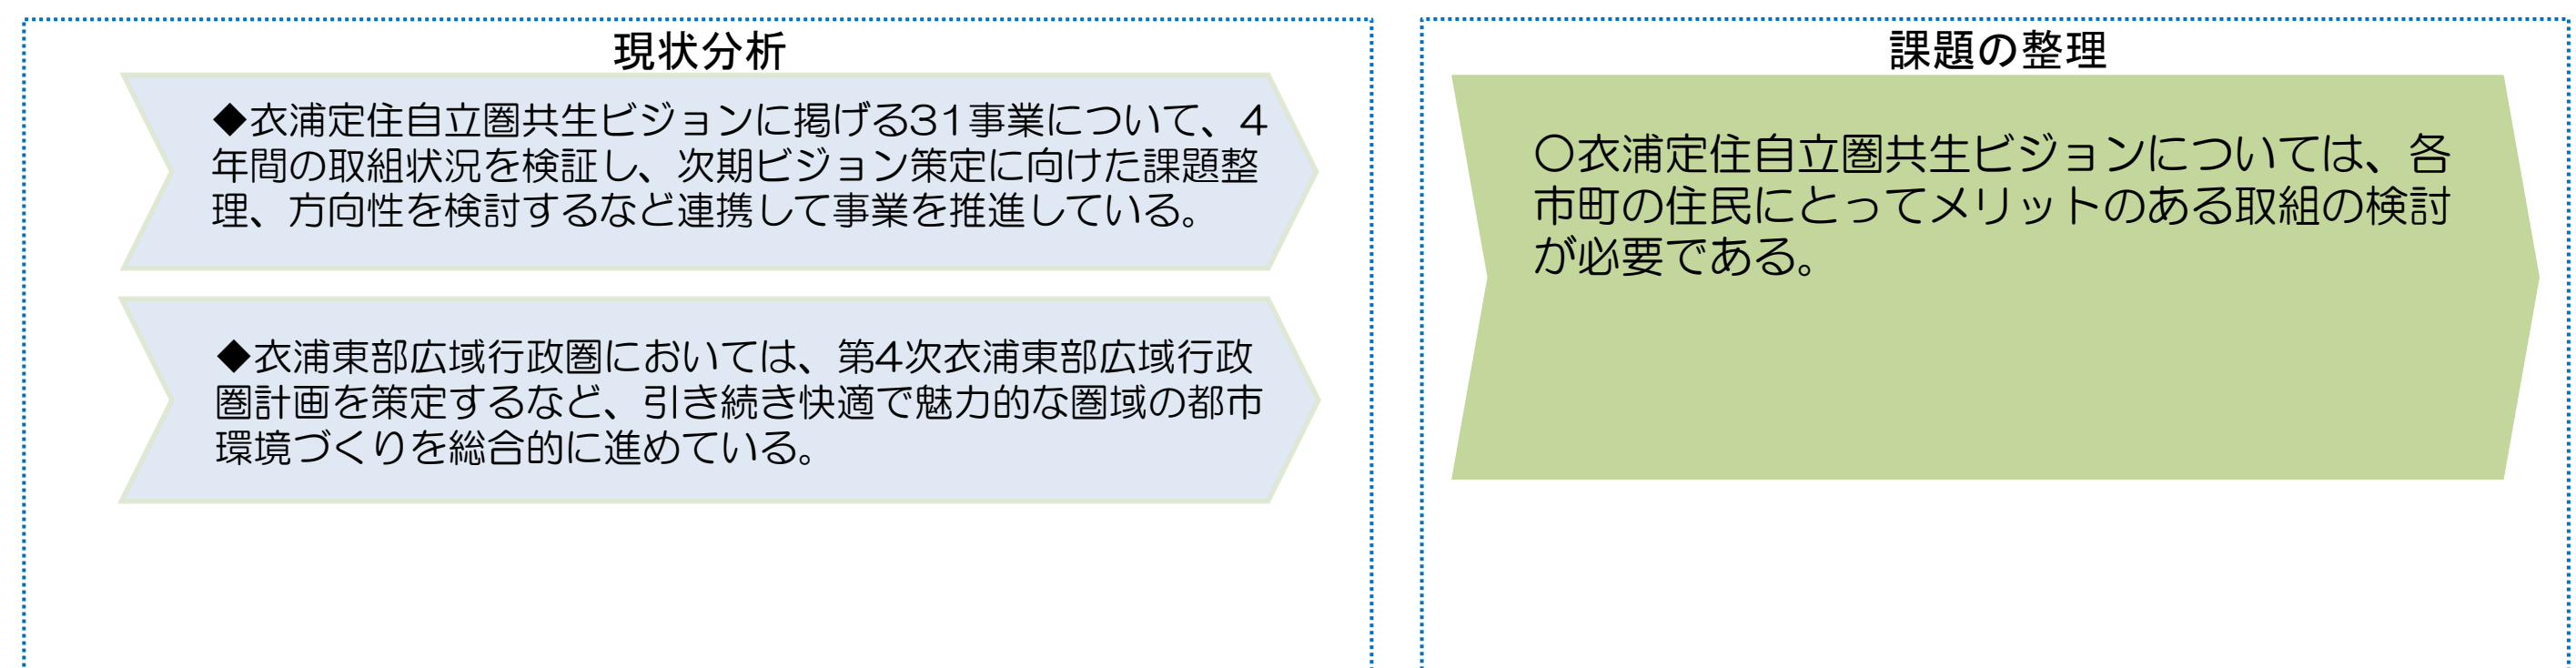 現状分析
◆衣浦定住自立圏共生ビジョンに掲げる31事業について、4
年間の取組状況を検証し、次期ビジョン策定に向けた課題整
理、方向性を検討するなど連携して事業を推進している。
◆衣浦東部広域行政圏においては、第4次衣浦東部広域行政
圏計画を策定するなど、引き続き快適で魅力的な圏域の都市
環境づくりを総合的に進めている。
課題の整理
〇衣浦定住自立圏共生ビジョンについては、各
市町の住民にとってメリットのある取組の検討
が必要である。